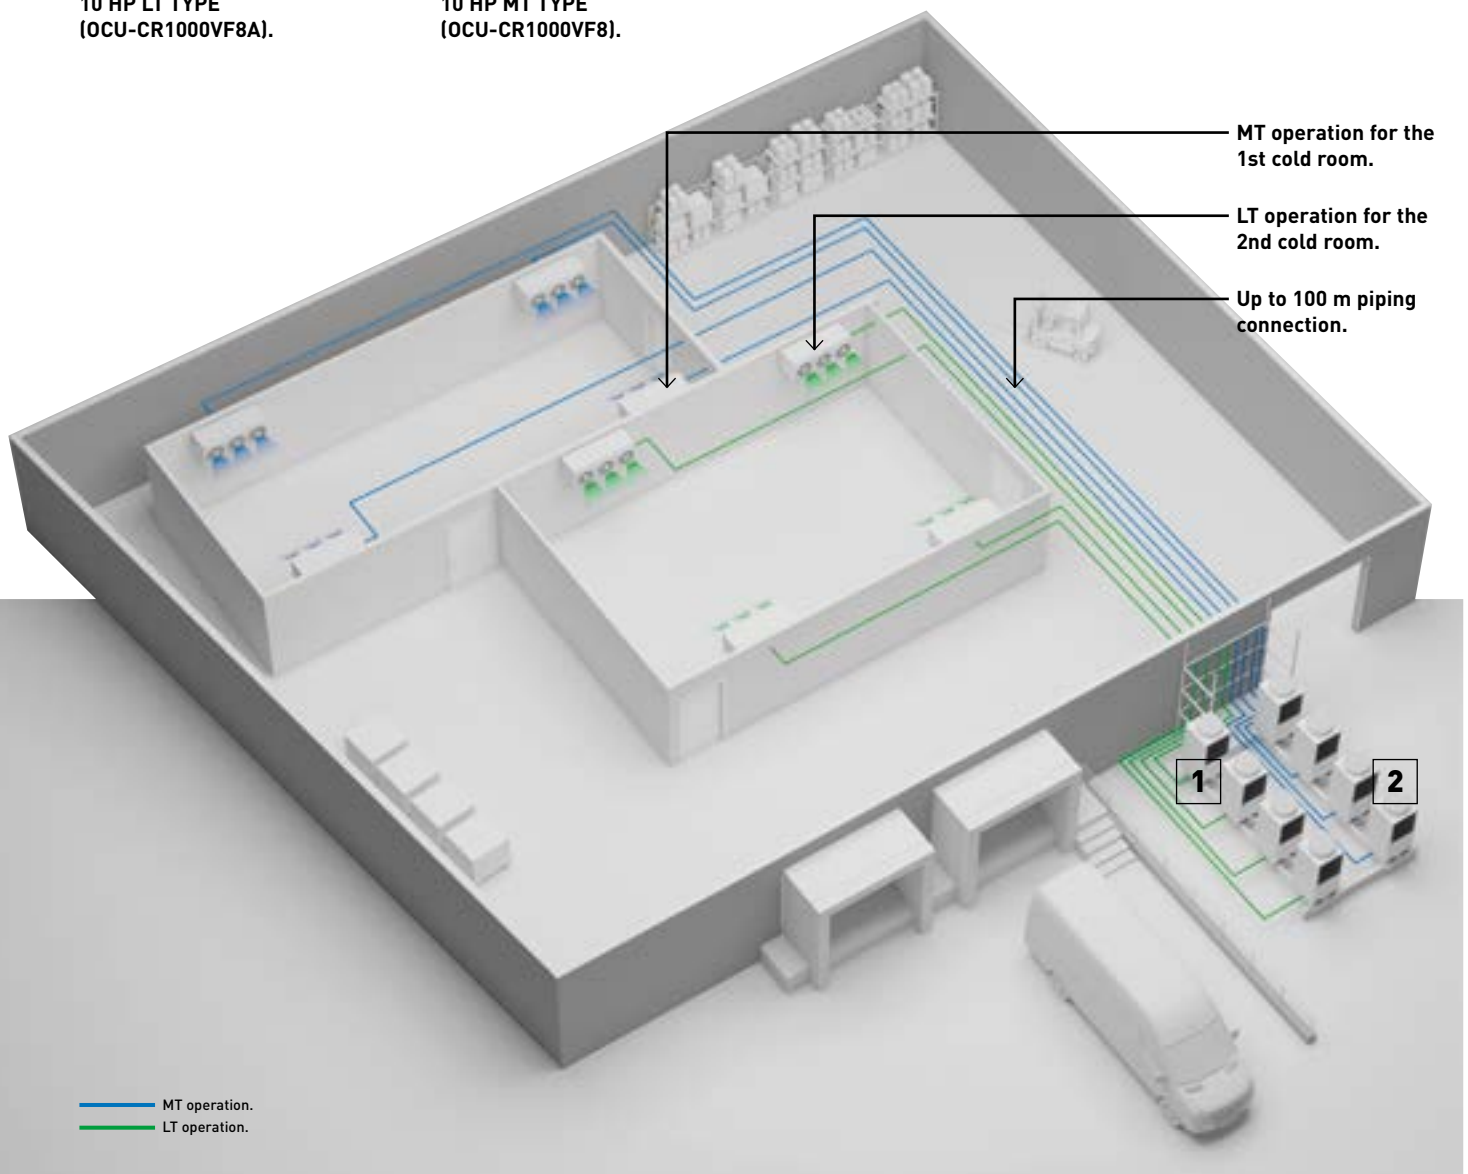 10 HP LT TYPE
(OCU-CR1000VF8A).
10 HP MT TYPE
(OCU-CR1000VF8).
MT operation for the
1st cold room.
LT operation for the
2nd cold room.
Up to 100 m piping
connection.
1
2
MT operation.
LT operation.